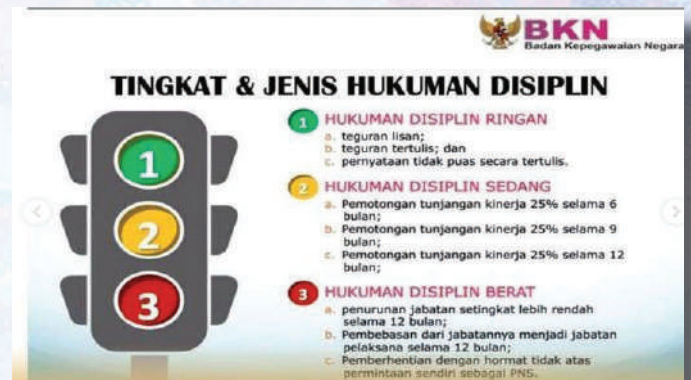 BKN
Badan Kepegawaian Negara
TINGKAT & JENIS HUKUMAN DISIPLIN
1 HUKUMAN DISIPLIN RINGAN
a. teguran lisan;
b. teguran tertulis; dan
c. pernyataan tidak puas secara tertulis.
2 HUKUMAN DISIPLIN SEDANG
a. Pemotongan tunjangan kinerja 25% selama 6
bulan;
b. Pemotongan tunjangan kinerja 25% selama 9
bulan;
c. Pemotongan tunjangan kinerja 25% selama 12
bulan;
3 HUKUMAN DISIPLIN BERAT
a. penurunan jabatan setingkat lebih rendah
selama 12 bulan;
b. Pembebasan dari jabatannya menjadi jabatan
pelaksana selama 12 bulan;
c. Pemberhentian dengan hormat tidak atas
permintaan sendiri sebagai PNS.
1
2
3